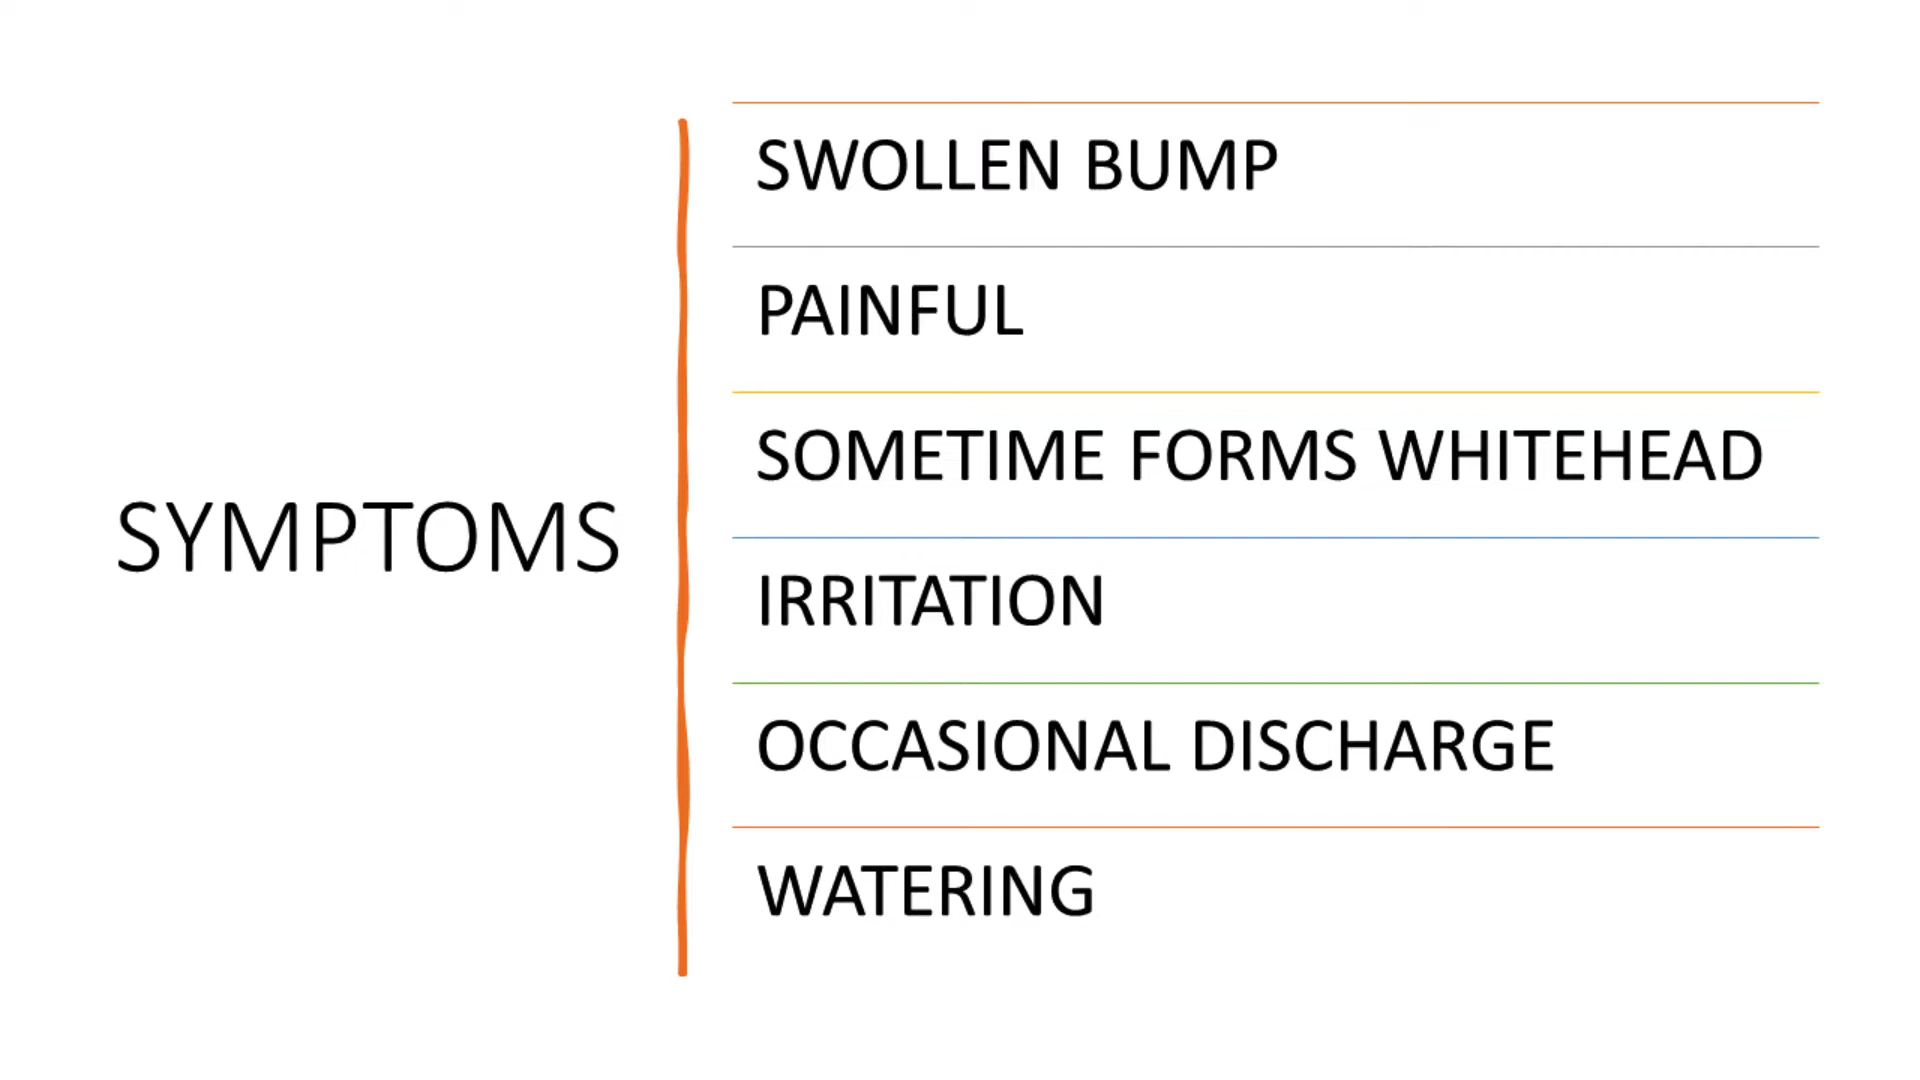 SYMPTOMS
SWOLLEN BUMP
PAINFUL
SOMETIME FORMS WHITEHEAD
IRRITATION
OCCASIONAL DISCHARGE
WATERING